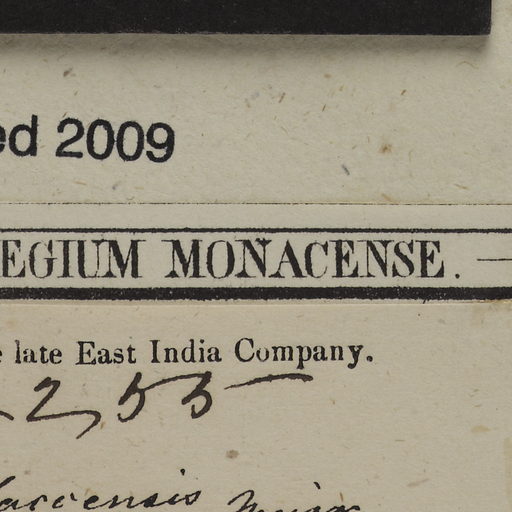 ed 2009
EGIUM MONACENSE.
e late East India Company.
255